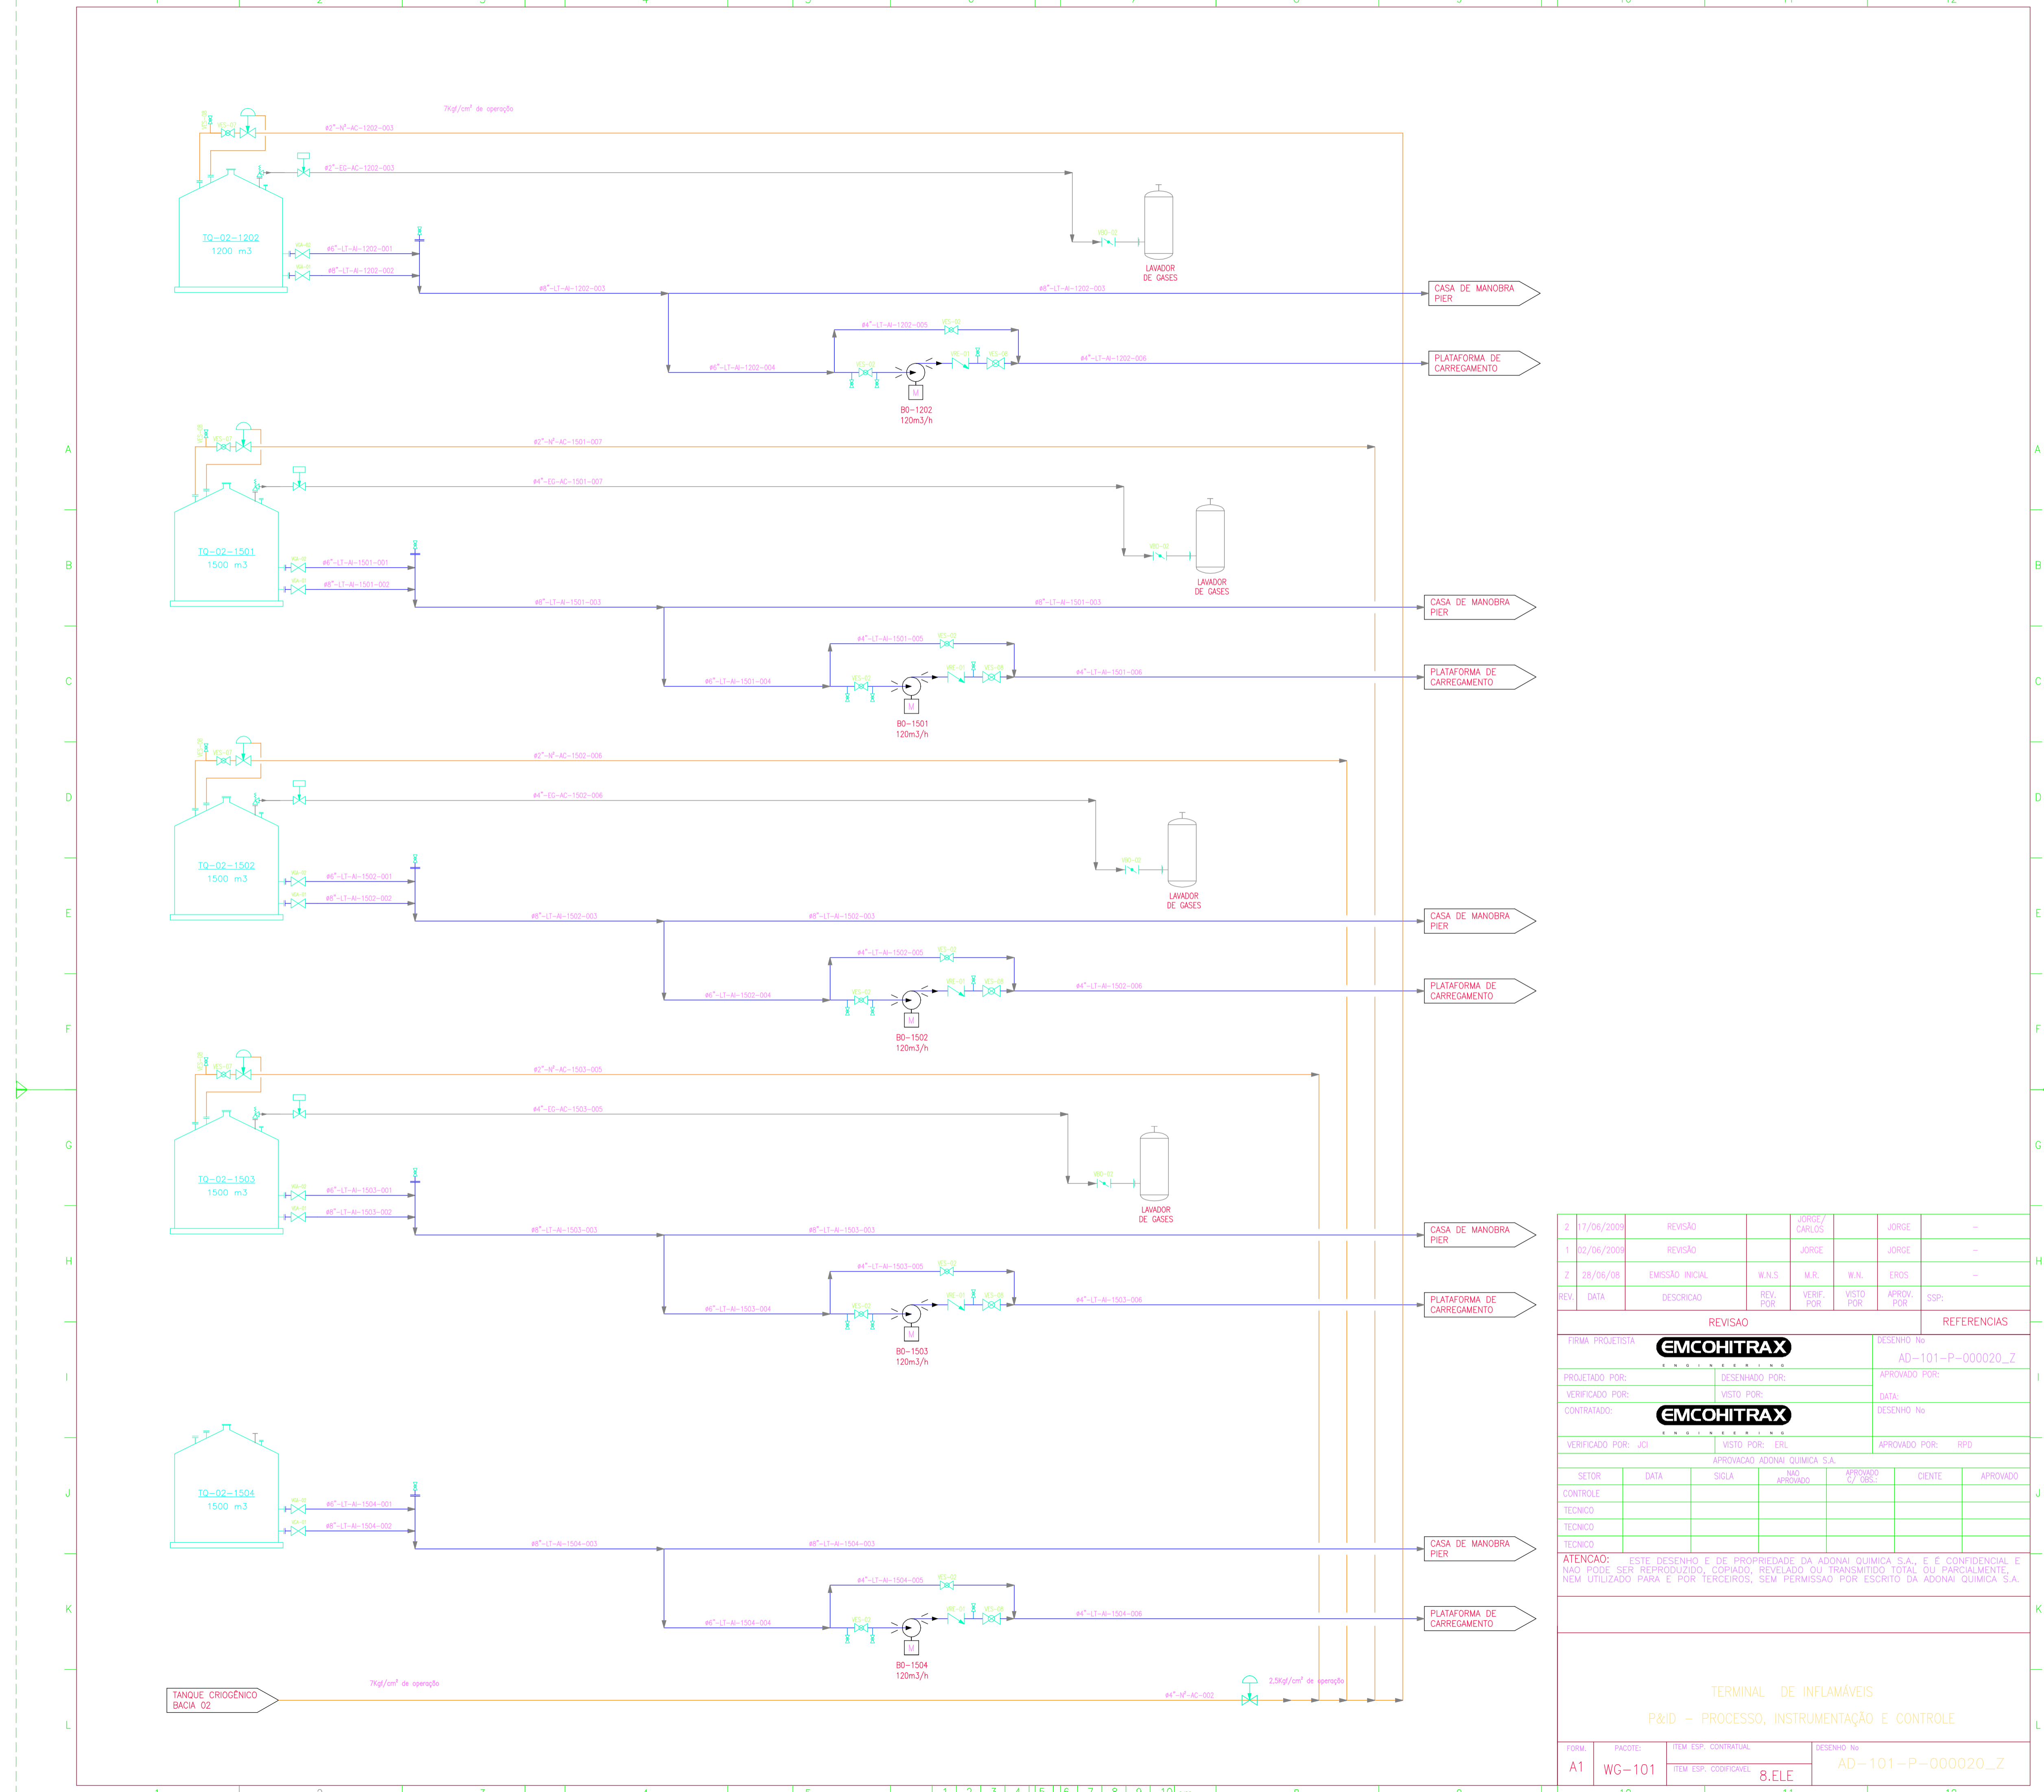 7Kgf/cm² de operação
#2"-N²-AC-1202-003
#2"-EG-AC-1202-003
TQ-02-1202
1200 m3
#6"-LT-AI-1202-001
#8"-LT-AI-1202-002
#8"-LT-AI-1202-003
#8"-LT-AI-1202-003
LAVADOR
DE GASES
CASA DE MANOBRA
PIER
#4"-LT-AI-1202-005
#6"-LT-AI-1202-004
#4"-LT-AI-1202-006
M
BO-1202
120m3/h
PLATAFORMA DE
CARREGAMENTO
#2"-N²-AC-1501-007
#4"-EG-AC-1501-007
TQ-02-1501
1500 m3
#6"-LT-AI-1501-001
#8"-LT-AI-1501-002
#8"-LT-AI-1501-003
#8"-LT-AI-1501-003
LAVADOR
DE GASES
CASA DE MANOBRA
PIER
#4"-LT-AI-1501-005
#6"-LT-AI-1501-004
#4"-LT-AI-1501-006
M
BO-1501
120m3/h
PLATAFORMA DE
CARREGAMENTO
#2"-N²-AC-1502-006
#4"-EG-AC-1502-006
TQ-02-1502
1500 m3
#6"-LT-AI-1502-001
#8"-LT-AI-1502-002
#8"-LT-AI-1502-003
#8"-LT-AI-1502-003
LAVADOR
DE GASES
CASA DE MANOBRA
PIER
#4"-LT-AI-1502-005
#6"-LT-AI-1502-004
#4"-LT-AI-1502-006
M
BO-1502
120m3/h
PLATAFORMA DE
CARREGAMENTO
#2"-N²-AC-1503-005
#4"-EG-AC-1503-005
TQ-02-1503
1500 m3
#6"-LT-AI-1503-001
#8"-LT-AI-1503-002
#8"-LT-AI-1503-003
#8"-LT-AI-1503-003
LAVADOR
DE GASES
CASA DE MANOBRA
PIER
#4"-LT-AI-1503-005
#6"-LT-AI-1503-004
#4"-LT-AI-1503-006
M
BO-1503
120m3/h
PLATAFORMA DE
CARREGAMENTO
TQ-02-1504
1500 m3
#6"-LT-AI-1504-001
#8"-LT-AI-1504-002
#8"-LT-AI-1504-003
#8"-LT-AI-1504-003
CASA DE MANOBRA
PIER
#4"-LT-AI-1504-005
#6"-LT-AI-1504-004
#4"-LT-AI-1504-006
M
BO-1504
120m3/h
PLATAFORMA DE
CARREGAMENTO
TANQUE CRIOGÊNICO
BACIA 02
7Kgf/cm² de operação
#4"-N²-AC-002
2,5Kgf/cm² de operação
2 17/06/2009 REVISÃO JORGE/ CARLOS JORGE -
1 02/06/2009 REVISÃO JORGE JORGE -
Z 28/06/08 EMISSÃO INICIAL W.N.S M.R. W.N. EROS -
REV. DATA DESCRICAO REV. POR VERIF. POR VISTO POR APROV. POR SSP:
REVISAO REFERENCIAS
FIRMA PROJETISTA
EMCOHITRAX
ENGINEERING
DESENHO No
AD-101-P-000020_Z
PROJETADO POR: DESENHADO POR: APROVADO POR:
VERIFICADO POR: VISTO POR: DATA:
CONTRATADO:
EMCOHITRAX
ENGINEERING
DESENHO No
VERIFICADO POR: JCI VISTO POR: ERL APROVADO POR: RPD
APROVACAO ADONAI QUIMICA S.A.
SETOR DATA SIGLA NAO APROVADO APROVADO C/ OBS.: CIENTE APROVADO
CONTROLE
TECNICO
TECNICO
TECNICO
ATENCAO: ESTE DESENHO E DE PROPRIEDADE DA ADONAI QUIMICA S.A., E É CONFIDENCIAL E
NAO PODE SER REPRODUZIDO, COPIADO, REVELADO OU TRANSMITIDO TOTAL OU PARCIALMENTE,
NEM UTILIZADO PARA E POR TERCEIROS, SEM PERMISSAO POR ESCRITO DA ADONAI QUIMICA S.A.
TERMINAL DE INFLAMÁVEIS
P&ID - PROCESSO, INSTRUMENTAÇÃO E CONTROLE
FORM. PACOTE: ITEM ESP. CONTRATUAL DESENHO No
A1 WG-101 ITEM ESP. CODIFICAVEL 8.ELE AD-101-P-000020_Z
A
B
C
D
E
F
G
H
I
J
K
L